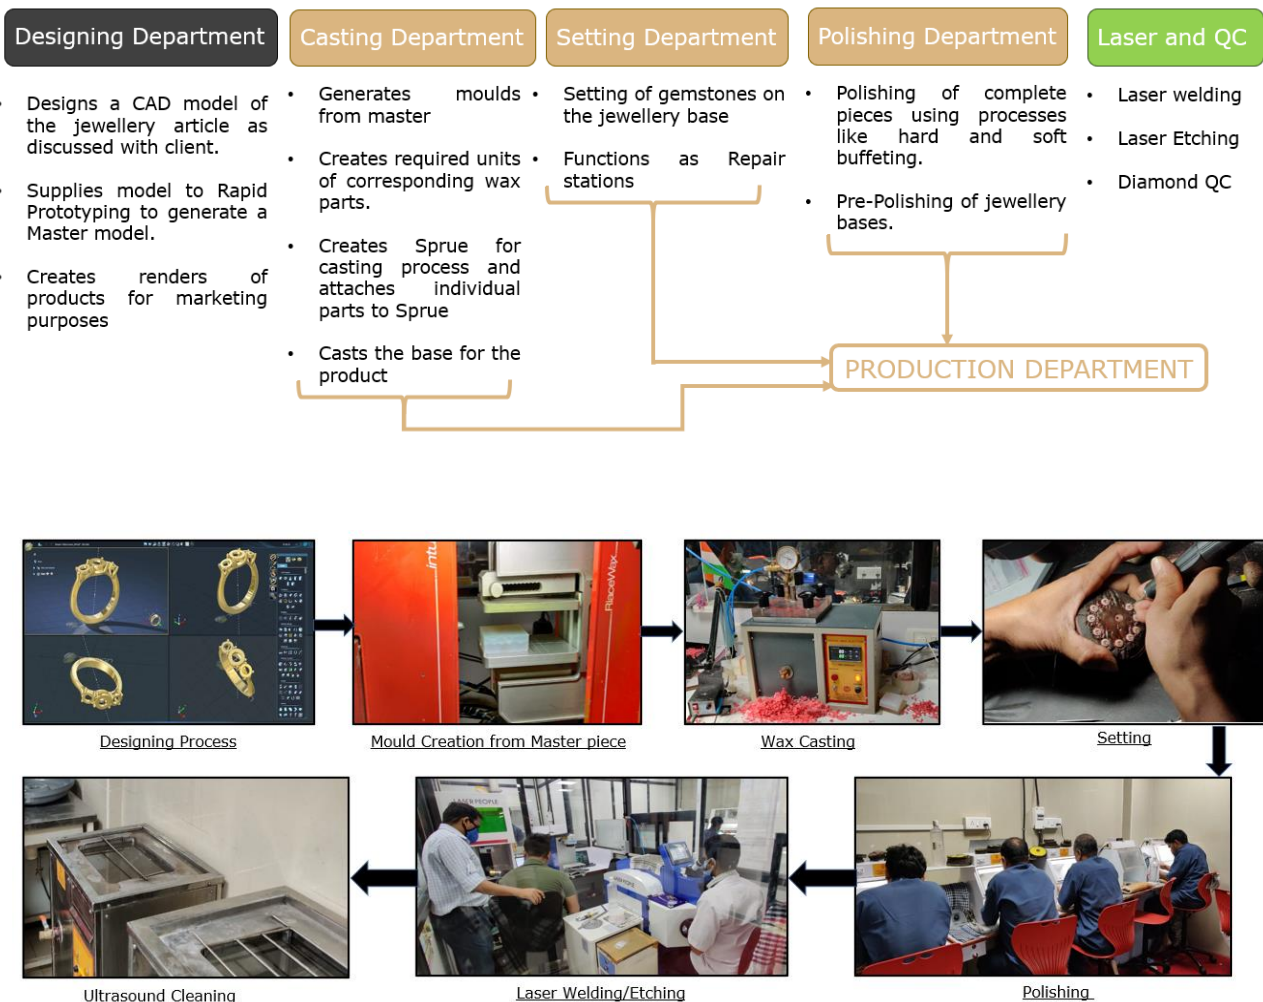 Designing Department
Designs a CAD model of
the jewellery article as
discussed with client.
Supplies model to Rapid
Prototyping to generate a
Master model.
Creates renders of
products for marketing
purposes
Casting Department
Generates moulds
from master
Creates required units
of corresponding wax
parts.
Creates Sprue for
casting process and
attaches individual
parts to Sprue
Casts the base for the
product
Setting Department
Setting of gemstones on
the jewellery base
Functions as Repair
stations
Polishing Department
Polishing of complete
pieces using processes
like hard and soft
buffeting.
Pre-Polishing of jewellery
bases.
Laser and QC
Laser welding
Laser Etching
Diamond QC
PRODUCTION DEPARTMENT
Designing Process
Mould Creation from Master piece
Wax Casting
Setting
LASER PEOPLE
Ultrasound Cleaning
Laser Welding/Etching
Polishing